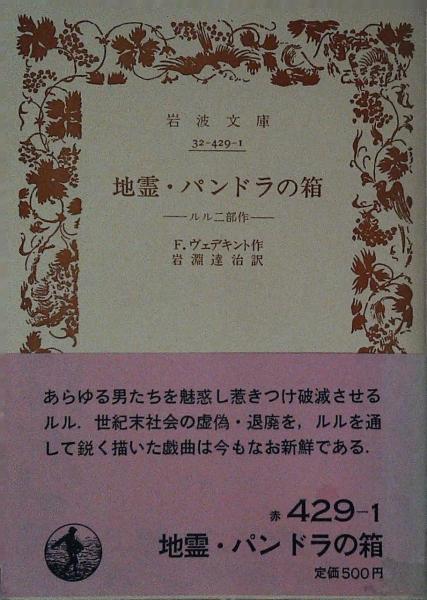 岩波文庫
32-429-1
地霊・パンドラの箱
──ルル二部作──
F.ヴェデキント作
岩淵達治訳
あらゆる男たちを魅惑し惹きつけ破滅させる
ルル．世紀末社会の虚偽・退廃を，ルルを通
して鋭く描いた戯曲は今もなお新鮮である．
赤 429-1
地霊・パンドラの箱
定価500円